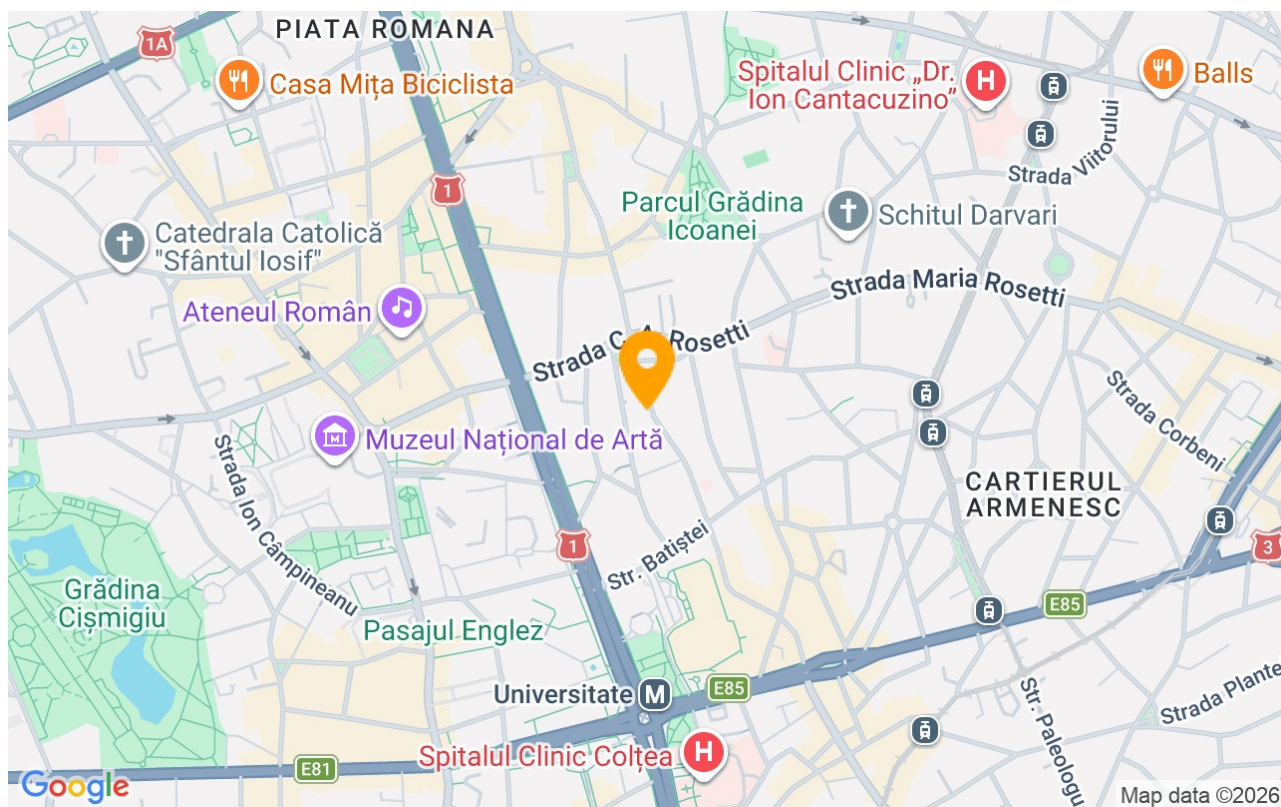 PIATA ROMANA
1A
Casa Mița Biciclista
Spitalul Clinic „Dr.
Ion Cantacuzino”
H
Balls
Strada Viitorului
1
Parcul Grădina
Icoanei
Schitul Darvari
Catedrala Catolică
"Sfântul Iosif"
Ateneul Român
Strada Maria Rosetti
Strada C. A. Rosetti
Muzeul Național de Artă
M
Strada Corbeni
Strada Ion Câmpineanu
CARTIERUL
ARMENESC
1
Str. Batiștei
3
Grădina
Cișmigiu
E85
Pasajul Englez
Universitate M
E85
Str. Paleologu
Strada Plante
Spitalul Clinic Colțea
H
E81
Google
Map data ©2026